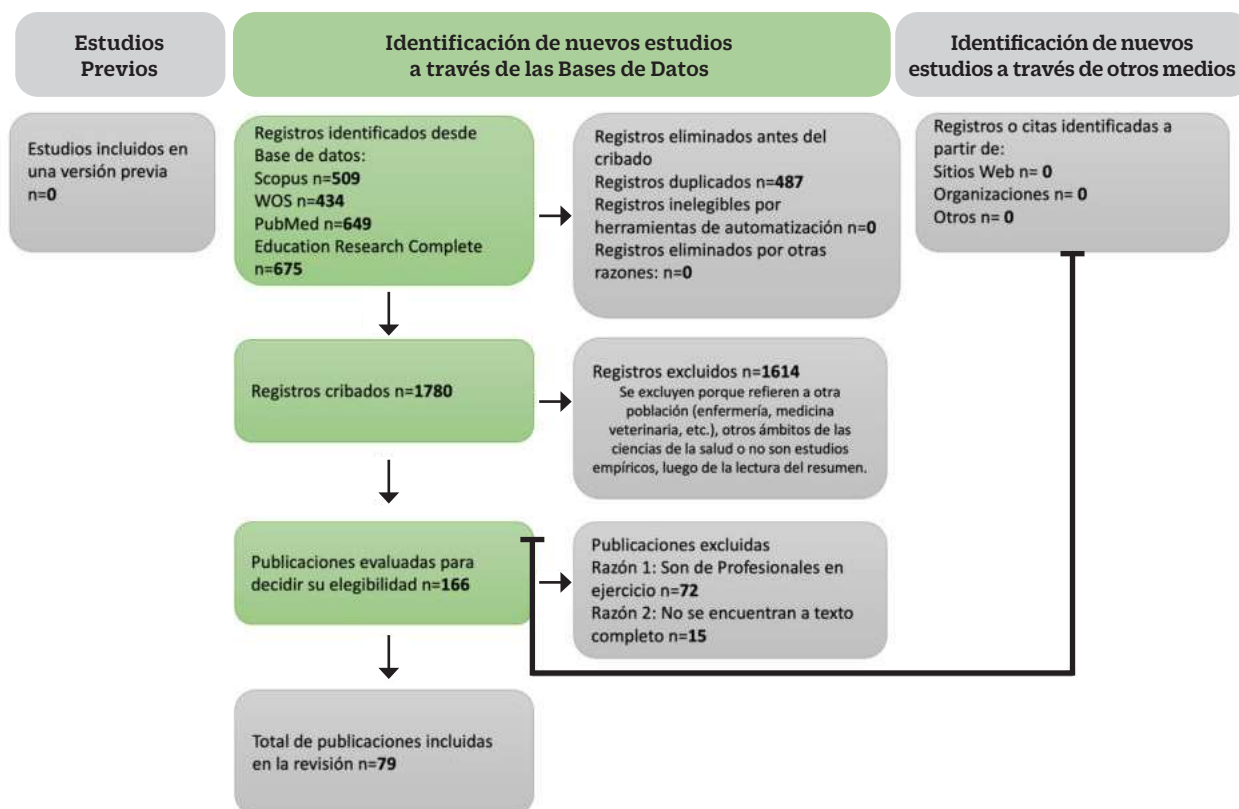 Estudios
Previos
Identificación de nuevos estudios
a través de las Bases de Datos
Identificación de nuevos
estudios a través de otros medios
Estudios incluidos en
una versión previa
n=0
Registros identificados desde
Base de datos:
Scopus n=509
WOS n=434
PubMed n=649
Education Research Complete
n=675
Registros eliminados antes del
cribado
Registros duplicados n=487
Registros inelegibles por
herramientas de automatización n=0
Registros eliminados por otras
razones: n=0
Registros o citas identificadas a
partir de:
Sitios Web n= 0
Organizaciones n= 0
Otros n= 0
Registros cribados n=1780
Registros excluidos n=1614
Se excluyen porque refieren a otra
población (enfermería, medicina
veterinaria, etc.), otros ámbitos de las
ciencias de la salud o no son estudios
empíricos, luego de la lectura del resumen.
Publicaciones evaluadas para
decidir su elegibilidad n=166
Publicaciones excluidas
Razón 1: Son de Profesionales en
ejercicio n=72
Razón 2: No se encuentran a texto
completo n=15
Total de publicaciones incluidas
en la revisión n=79